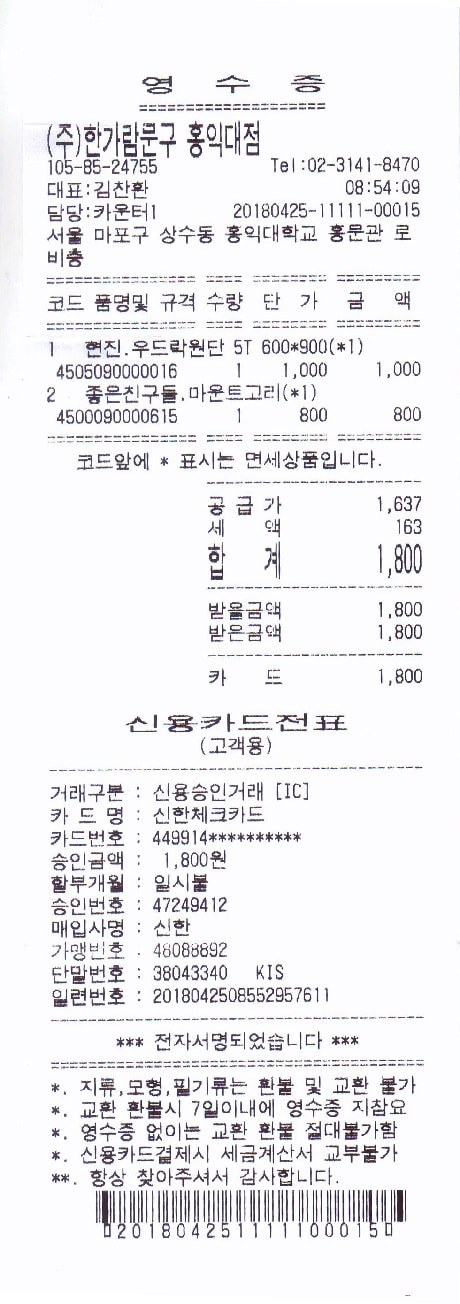 영 수 증
(주)한가람문구 홍익대점
105-85-24755 Tel:02-3141-8470
대표:김찬환 08:54:09
담당:카운터1 20180425-11111-00015
서울 마포구 상수동 홍익대학교 홍문관 로
비층
코드 품명및 규격 수량 단 가 금 액
1 현진.우드락원단 5T 600*900(*1)
4505090000016 1 1,000 1,000
2 좋은친구들.마운트고리(*1)
4500090000615 1 800 800
코드앞에 * 표시는 면세상품입니다.
공 급 가 1,637
세 액 163
합 계 1,800
받을금액 1,800
받은금액 1,800
카 드 1,800
신용카드전표
(고객용)
거래구분 : 신용승인거래 [IC]
카 드 명 : 신한체크카드
카드번호 : 449914**********
승인금액 : 1,800원
할부개월 : 일시불
승인번호 : 47249412
매입사명 : 신한
가맹번호 : 48088892
단말번호 : 38043340 KIS
일련번호 : 2018042508552957611
*** 전자서명되었습니다 ***
*. 지류,모형,필기류는 환불 및 교환 불가
*. 교환 환불시 7일이내에 영수증 지참요
*. 영수증 없이는 교환 환불 절대불가함
*. 신용카드결제시 세금계산서 교부불가
**. 항상 찾아주셔서 감사합니다.
2018042511111000150